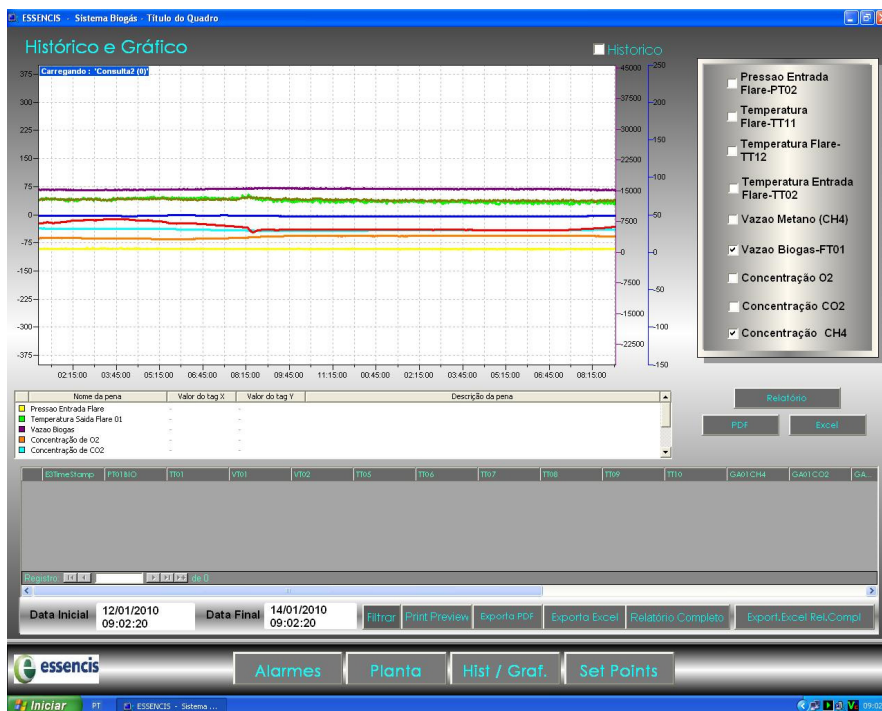 ESSENCIS - Sistema Biogás - Título do Quadro
Histórico e Gráfico
Historico
Carregando : 'Consulta2 (0)'
375
300
225
150
75
0
-75
-150
-225
-300
-375
45000
37500
30000
22500
15000
7500
0
-7500
-15000
-22500
250
200
150
100
50
0
-50
-100
-150
02:15:00 03:45:00 05:15:00 06:45:00 08:15:00 09:45:00 11:15:00 00:45:00 02:15:00 03:45:00 05:15:00 06:45:00 08:15:00
Pressao Entrada
Flare-PT02
Temperatura
Flare-TT11
Temperatura Flare-
TT12
Temperatura Entrada
Flare-TT02
Vazao Metano (CH4)
Vazao Biogas-FT01
Concentração O2
Concentração CO2
Concentração CH4
Nome da pena Valor do tag X Valor do tag Y Descrição da pena
Pressao Entrada Flare - -
Temperatura Saida Flare 01 - -
Vazao Biogas - -
Concentração de O2 - -
Concentração de CO2 - -
Relatório
PDF Excel
E3TimeStamp PT01BIO TT01 VT01 VT02 TT05 TT06 TT07 TT08 TT09 TT10 GA01CH4 GA01CO2 GA...
Registro: de 0
Data Inicial 12/01/2010
09:02:20
Data Final 14/01/2010
09:02:20
Filtrar Print Preview Exporta PDF Exporta Excel Relatório Completo Export.Excel Rel.Compl
essencis
Alarmes Planta Hist / Graf. Set Points
Iniciar PT ESSENCIS - Sistema ... 09:02